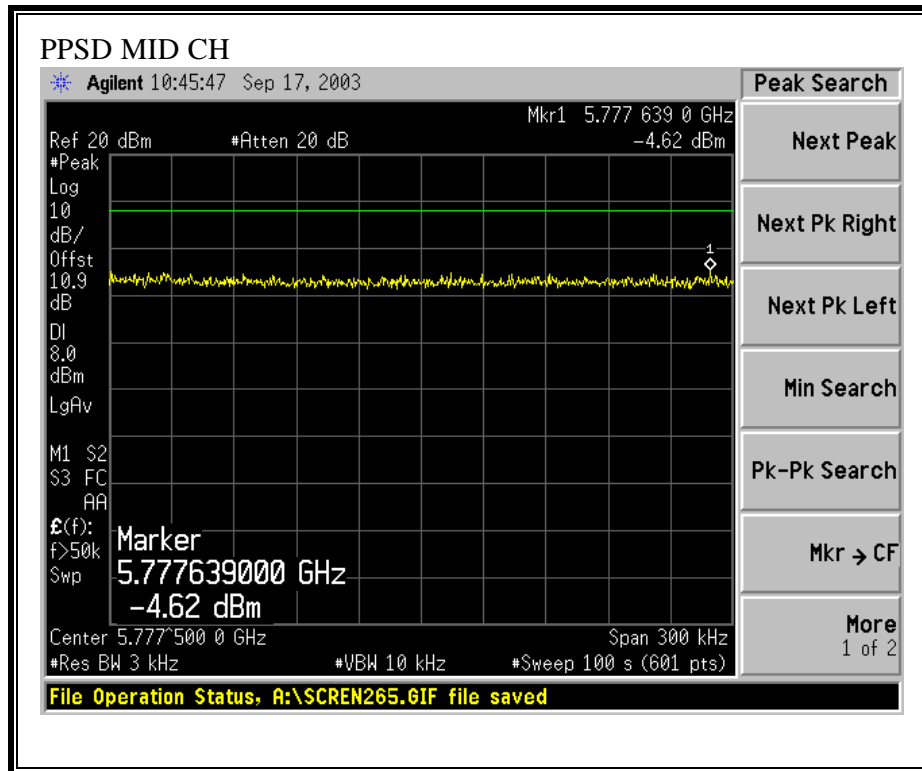 PPSD MID CH
Agilent 10:45:47 Sep 17, 2003
Peak Search
Mkr1 5.777 639 0 GHz
Ref 20 dBm #Atten 20 dB -4.62 dBm
#Peak
Log
10
dB/
Offst
10.9
dB
DI
8.0
dBm
LgAv
M1 S2
S3 FC
AA
£(f):
f>50k
Swp
1
Marker
5.777639000 GHz
-4.62 dBm
Center 5.777^500 0 GHz Span 300 kHz
#Res BW 3 kHz #VBW 10 kHz #Sweep 100 s (601 pts)
Next Peak
Next Pk Right
Next Pk Left
Min Search
Pk-Pk Search
Mkr → CF
More
1 of 2
File Operation Status, A:\SCREN265.GIF file saved